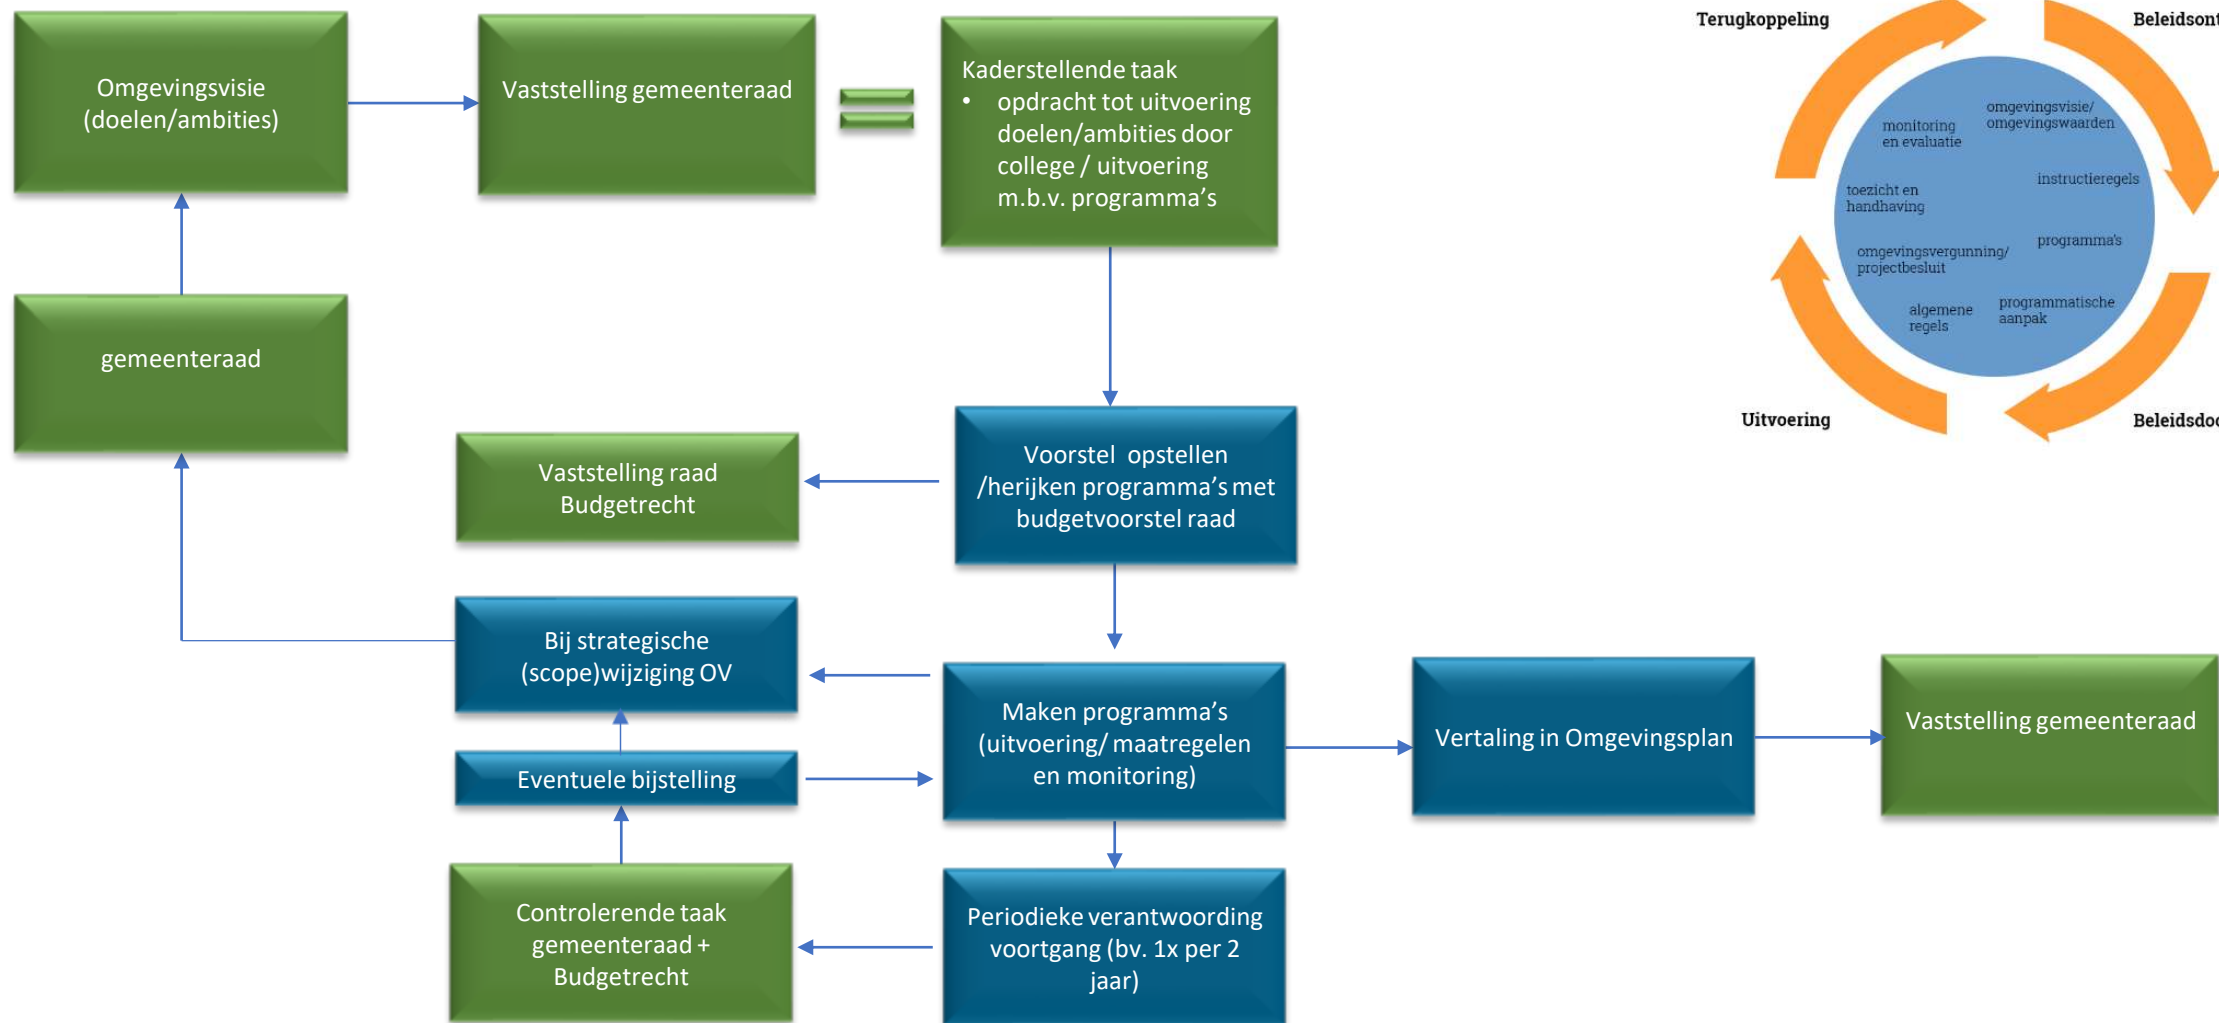 Omgevingsvisie
(doelen/ambities)
Vaststelling gemeenteraad
Kaderstellende taak
• opdracht tot uitvoering
doelen/ambities door
college / uitvoering
m.b.v. programma's
gemeenteraad
Voorstel opstellen
/herijken programma's met
budgetvoorstel raad
Vaststelling raad
Budgetrecht
Bij strategische
(scope)wijziging OV
Eventuele bijstelling
Maken programma's
(uitvoering/ maatregelen
en monitoring)
Vertaling in Omgevingsplan
Vaststelling gemeenteraad
Controlerende taak
gemeenteraad +
Budgetrecht
Periodieke verantwoording
voortgang (bv. 1x per 2
jaar)
Terugkoppeling
Beleidsont
omgevingsvisie/
omgevingswaarden
monitoring
en evaluatie
instructieregels
toezicht en
handhaving
programma's
omgevingsvergunning/
projectbesluit
programmatische
aanpak
algemene
regels
Uitvoering
Beleidsdoo